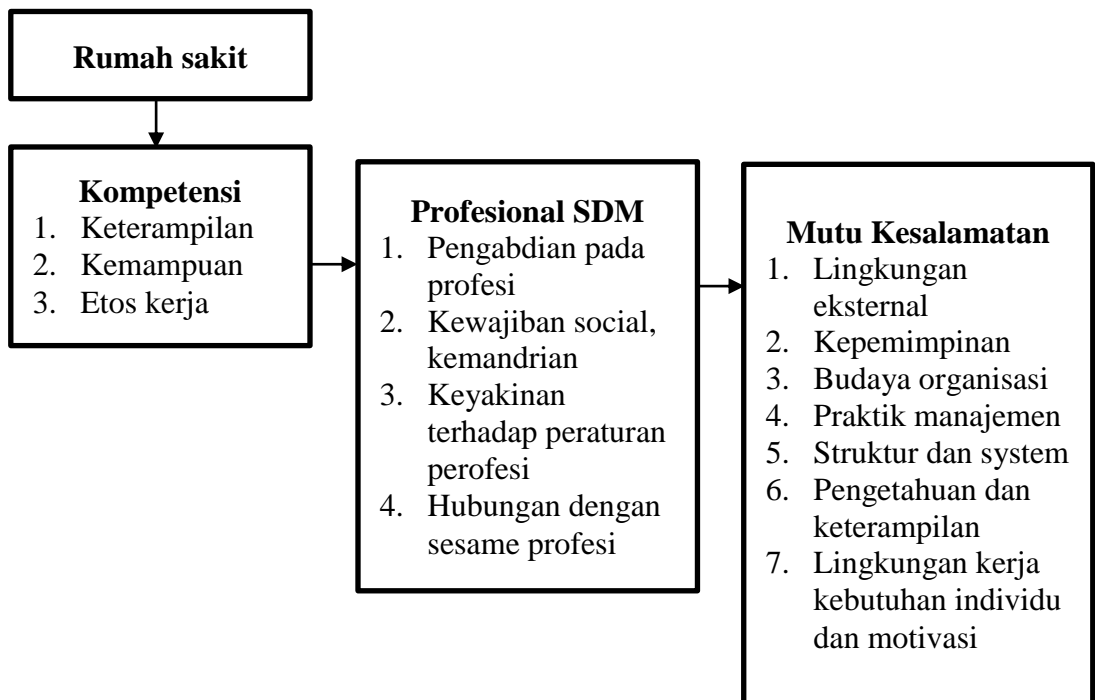 Rumah sakit
Kompetensi
1. Keterampilan
2. Kemampuan
3. Etos kerja
Profesional SDM
1. Pengabdian pada
profesi
2. Kewajiban social,
kemandrian
3. Keyakinan
terhadap peraturan
perofesi
4. Hubungan dengan
sesame profesi
Mutu Kesalamatan
1. Lingkungan
eksternal
2. Kepemimpinan
3. Budaya organisasi
4. Praktik manajemen
5. Struktur dan system
6. Pengetahuan dan
keterampilan
7. Lingkungan kerja
kebutuhan individu
dan motivasi